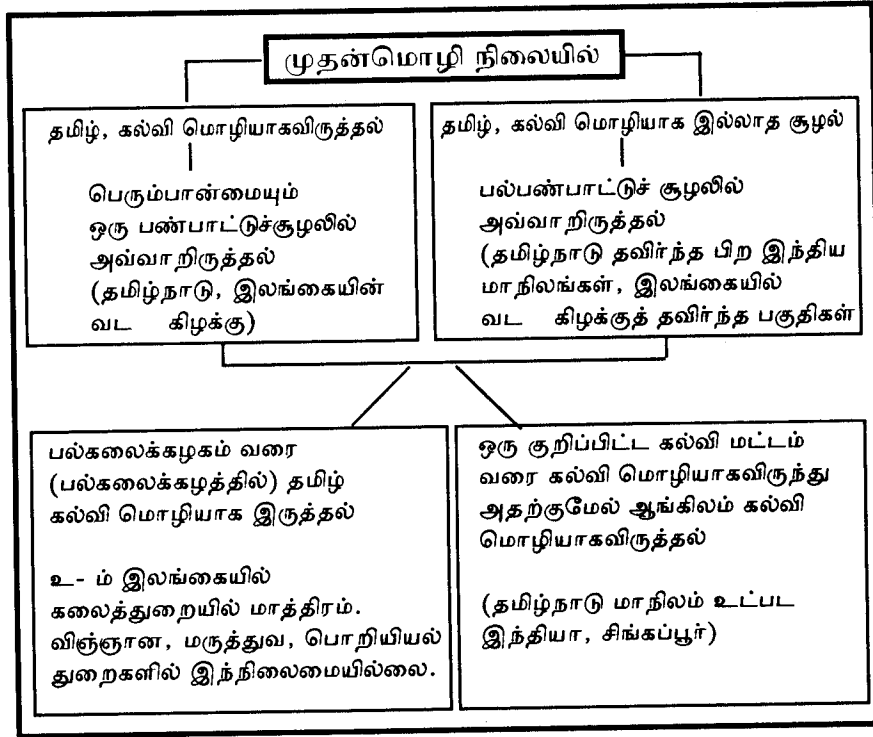 முதன்மொழி நிலையில்
தமிழ், கல்வி மொழியாகவிருத்தல்
பெரும்பான்மையும்
ஒரு பண்பாட்டுச்சூழலில்
அவ்வாறிருத்தல்
(தமிழ்நாடு, இலங்கையின்
வட கிழக்கு)
தமிழ், கல்வி மொழியாக இல்லாத சூழல்
பல்பண்பாட்டுச் சூழலில்
அவ்வாறிருத்தல்
(தமிழ்நாடு தவிர்ந்த பிற இந்திய
மாநிலங்கள், இலங்கையில்
வட கிழக்குத் தவிர்ந்த பகுதிகள்
பல்கலைக்கழகம் வரை
(பல்கலைக்கழத்தில்) தமிழ்
கல்வி மொழியாக இருத்தல்
உ- ம் இலங்கையில்
கலைத்துறையில் மாத்திரம்.
விஞ்ஞான, மருத்துவ, பொறியியல்
துறைகளில் இந்நிலைமையில்லை.
ஒரு குறிப்பிட்ட கல்வி மட்டம்
வரை கல்வி மொழியாகவிருந்து
அதற்குமேல் ஆங்கிலம் கல்வி
மொழியாகவிருத்தல்
(தமிழ்நாடு மாநிலம் உட்பட
இந்தியா, சிங்கப்பூர்)